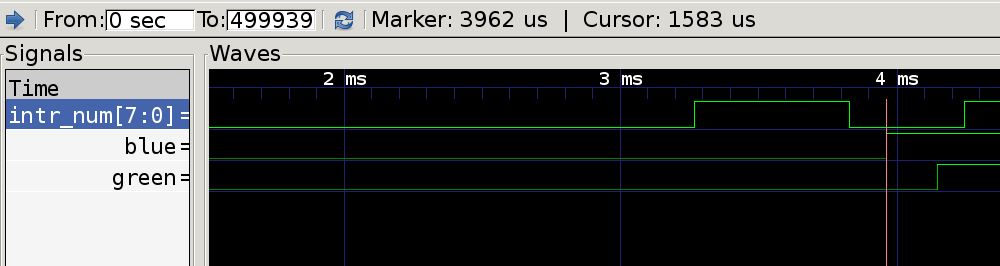 From: 0 sec To: 499939 Marker: 3962 us | Cursor: 1583 us
Signals Waves
Time 2 ms 3 ms 4 ms
intr_num[7:0]=
blue=
green=